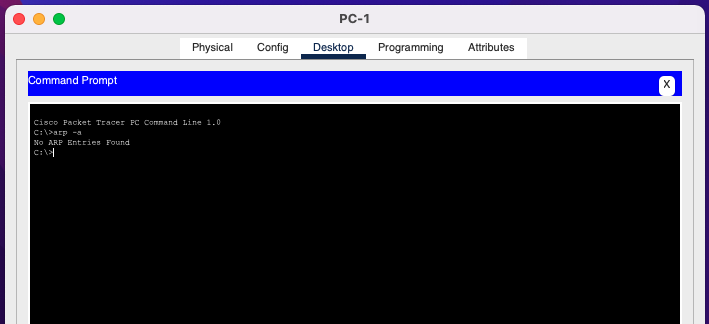 PC-1
Physical Config Desktop Programming Attributes
Command Prompt
X
Cisco Packet Tracer PC Command Line 1.0
C:\>arp -a
No ARP Entries Found
C:\>